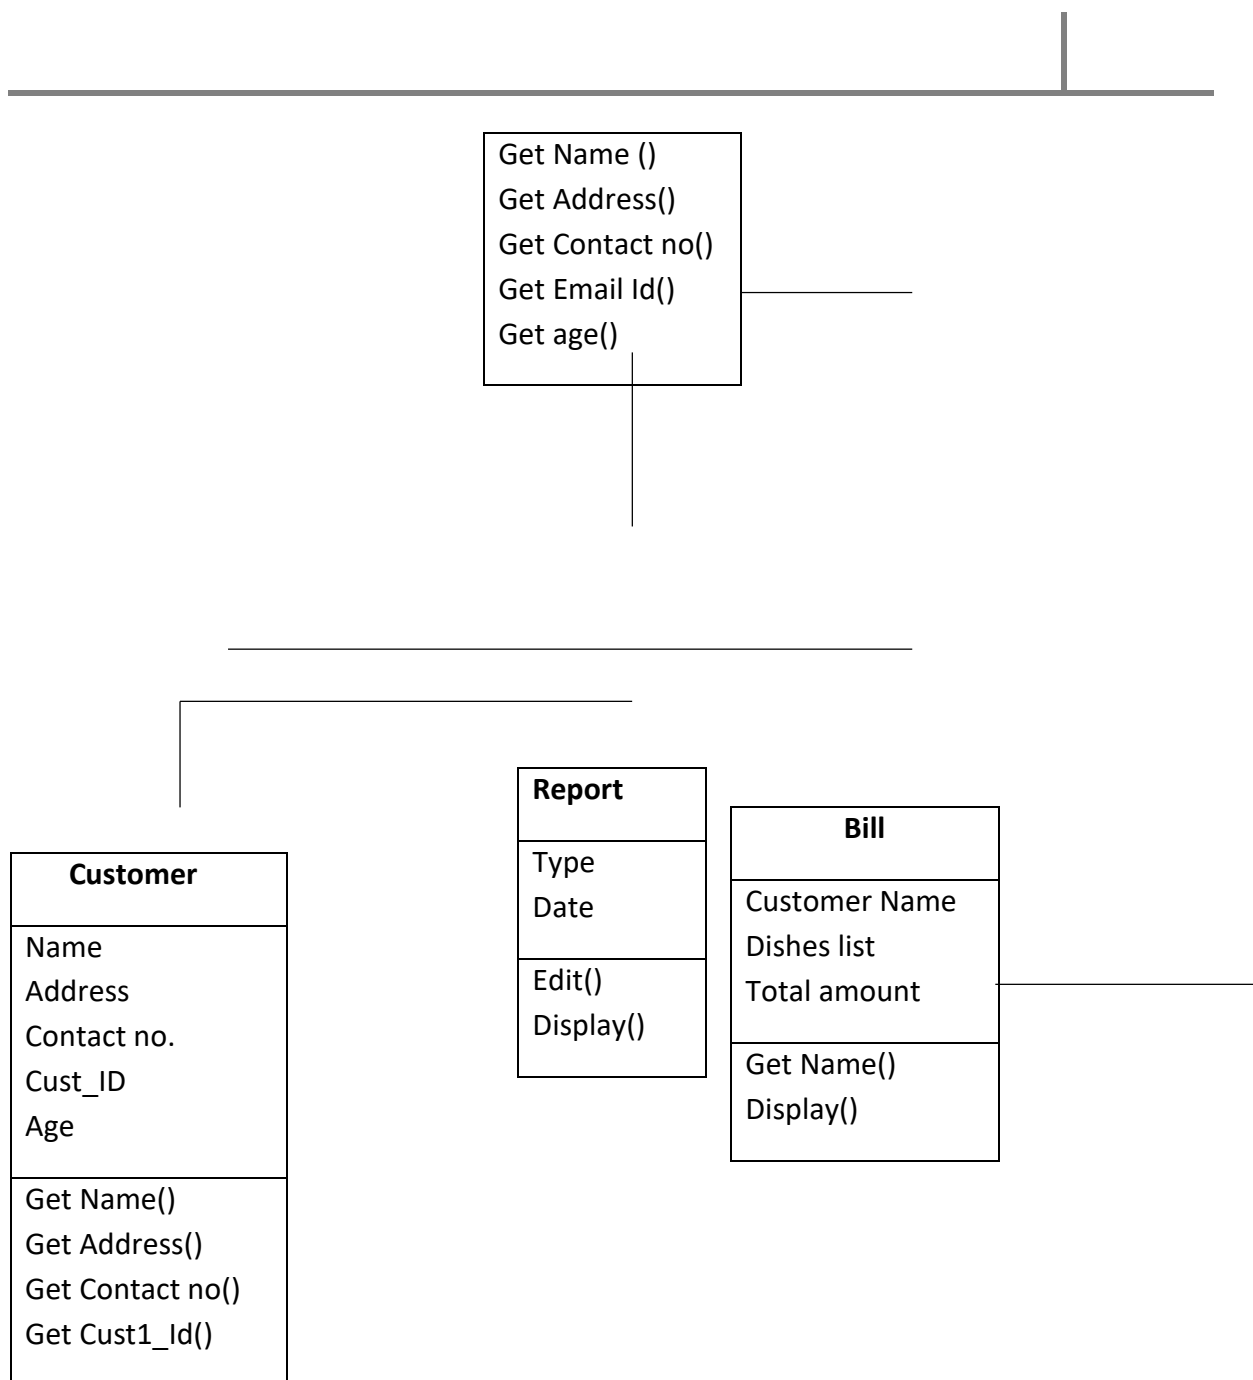 Get Name ()
Get Address()
Get Contact no()
Get Email Id()
Get age()
Report
Type
Date
Edit()
Display()
Bill
Customer Name
Dishes list
Total amount
Get Name()
Display()
Customer
Name
Address
Contact no.
Cust_ID
Age
Get Name()
Get Address()
Get Contact no()
Get Cust1_Id()